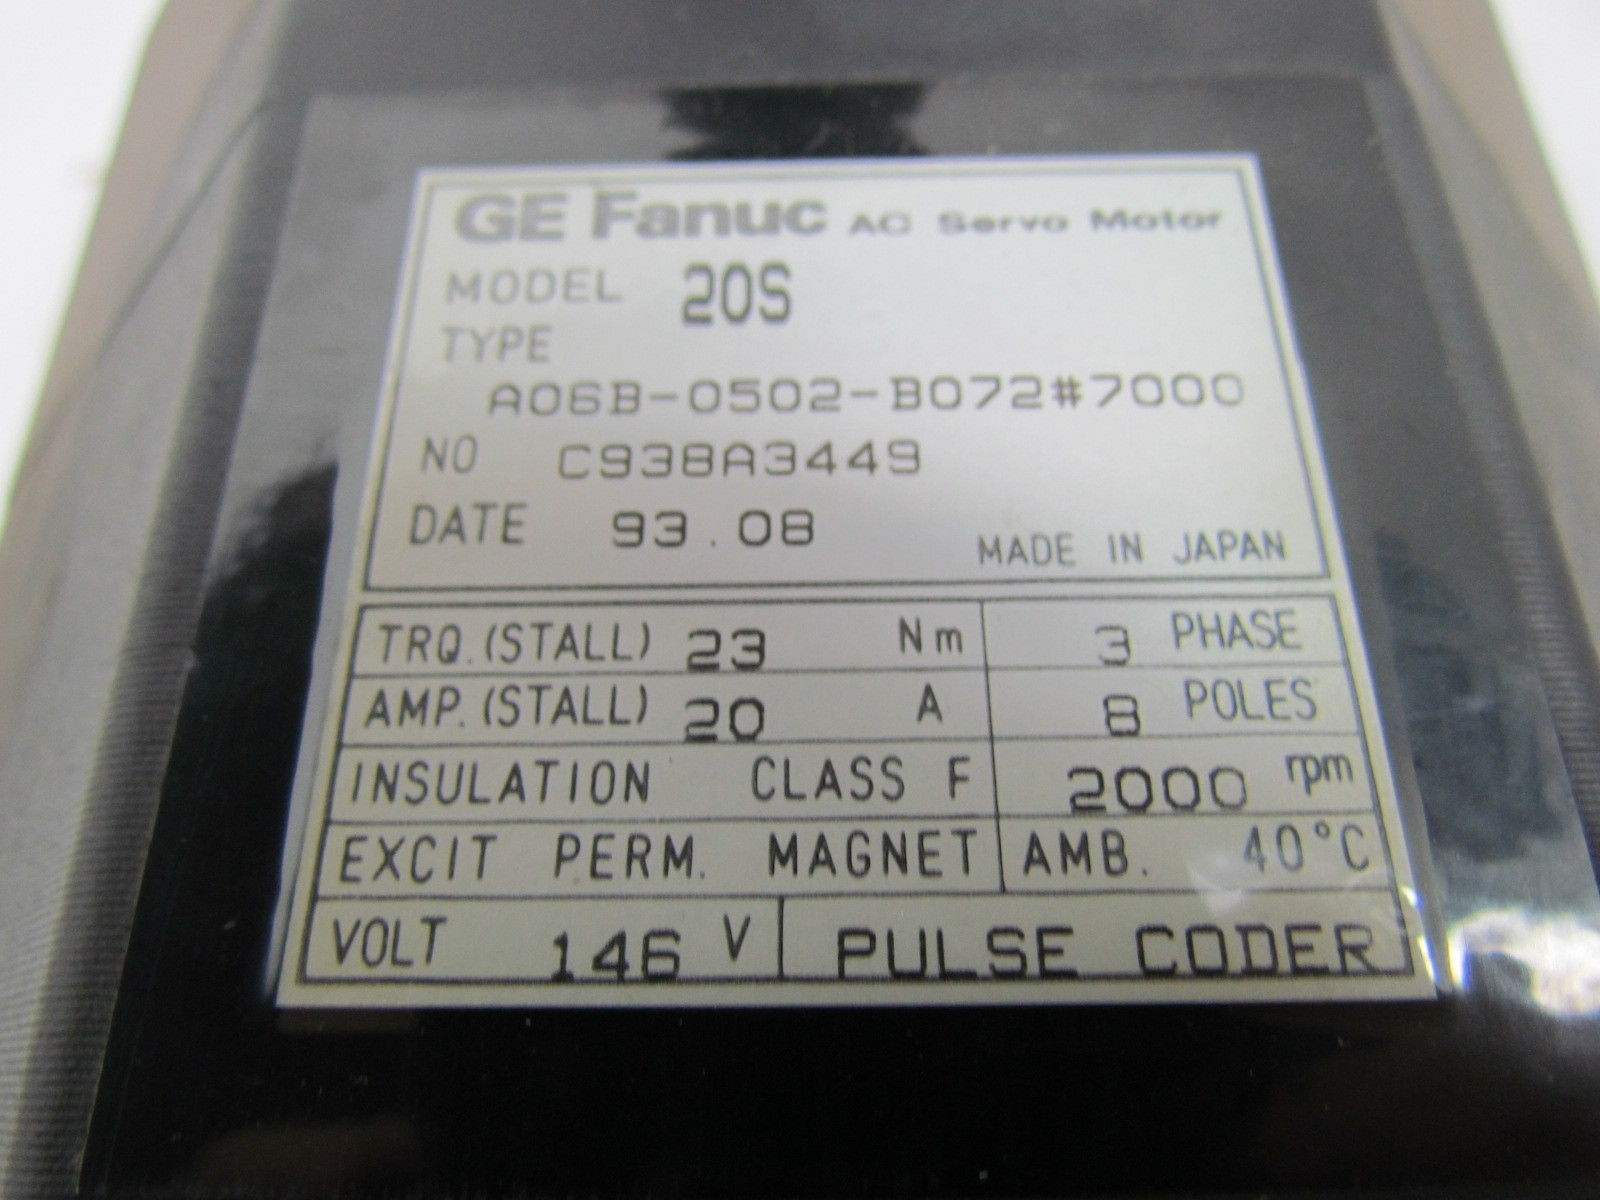 GE Fanuc AC Servo Motor
MODEL 20S
TYPE
A06B-0502-B072#7000
NO C938A3449
DATE 93.08
MADE IN JAPAN
TRQ.(STALL) 23 Nm 3 PHASE
AMP.(STALL) 20 A 8 POLES
INSULATION CLASS F 2000 rpm
EXCIT PERM. MAGNET AMB. 40°C
VOLT 146 V PULSE CODER